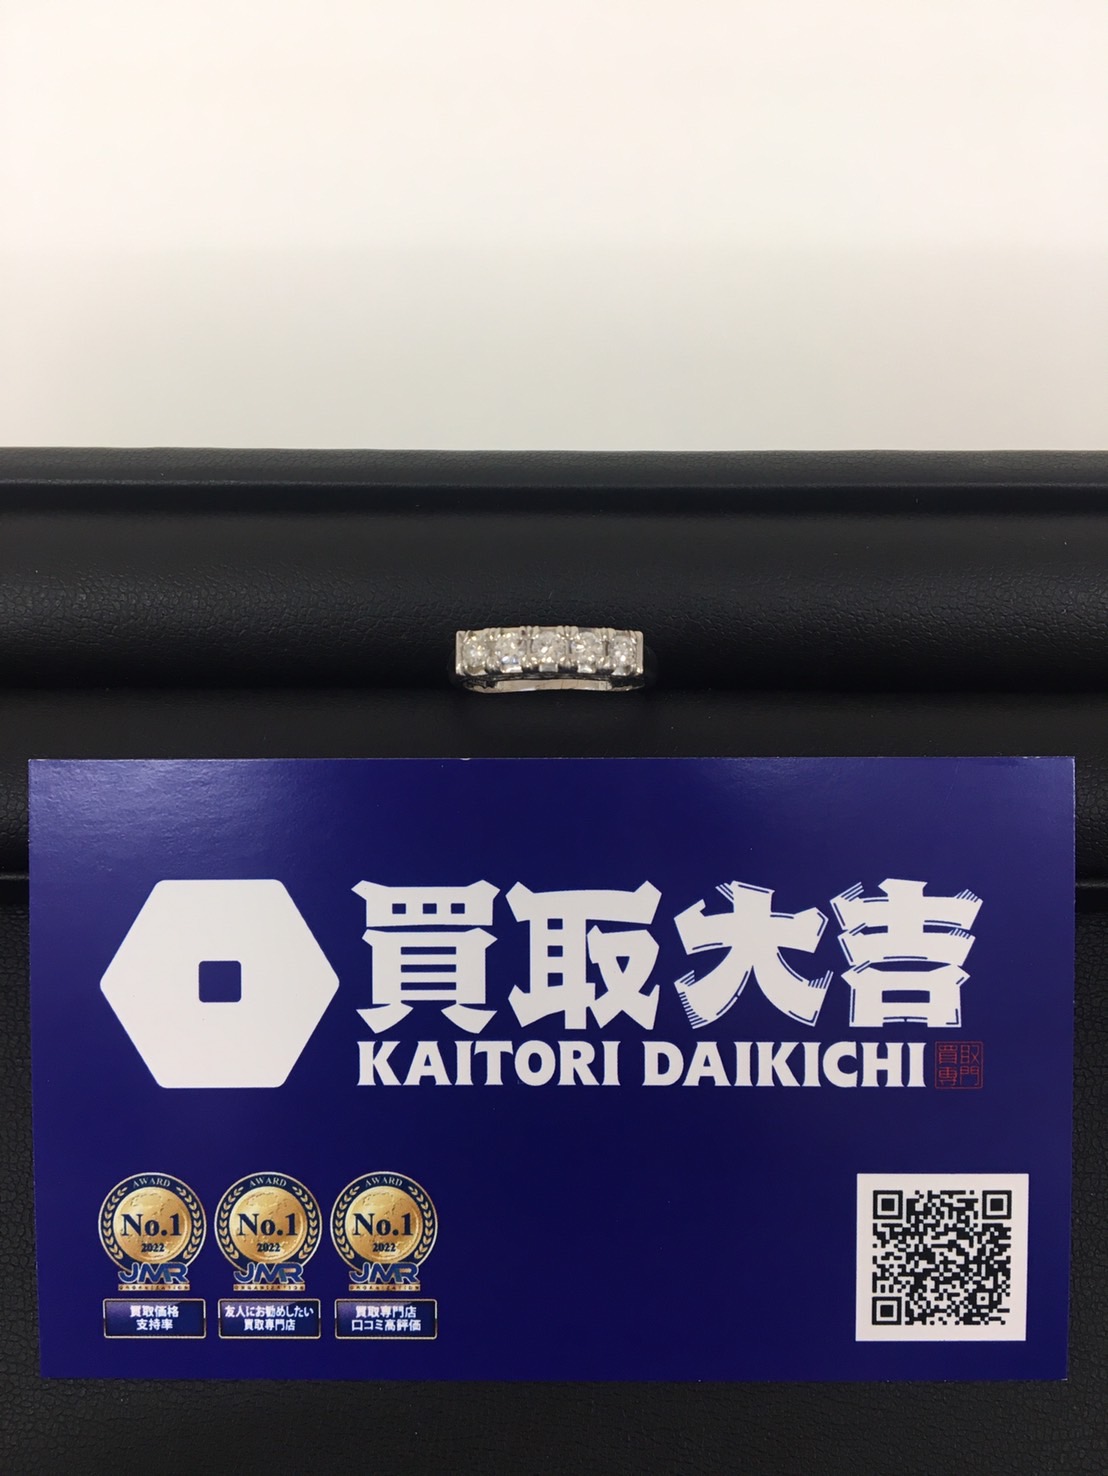 買取大吉
KAITORI DAIKICHI
買取
専門
AWARD
No.1
2022
JMR
ORGANIZATION
買取価格
支持率
AWARD
No.1
2022
JMR
ORGANIZATION
友人にお勧めしたい
買取専門店
AWARD
No.1
2022
JMR
ORGANIZATION
買取専門店
口コミ高評価